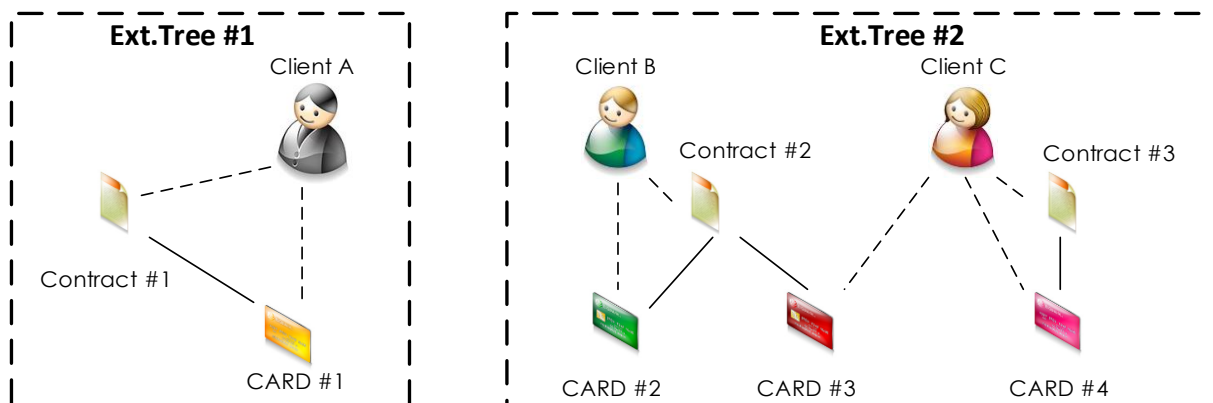 Ext.Tree #1
Client A
Contract #1
CARD #1
Ext.Tree #2
Client B
Client C
Contract #2
Contract #3
CARD #2
CARD #3
CARD #4